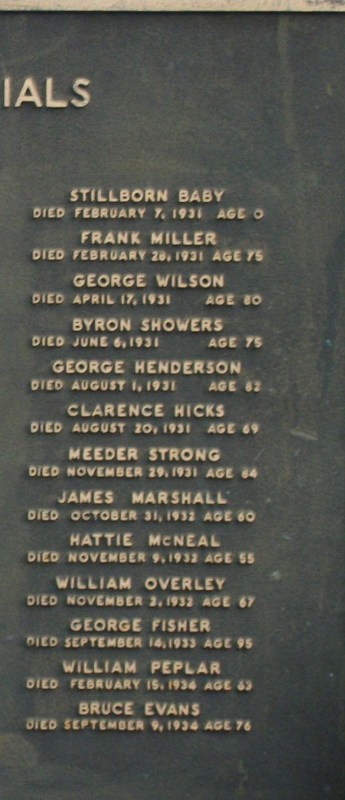 IALS
STILLBORN BABY
DIED FEBRUARY 7, 1931 AGE 0
FRANK MILLER
DIED FEBRUARY 28, 1931 AGE 75
GEORGE WILSON
DIED APRIL 17, 1931 AGE 80
BYRON SHOWERS
DIED JUNE 6, 1931 AGE 75
GEORGE HENDERSON
DIED AUGUST 1, 1931 AGE 82
CLARENCE HICKS
DIED AUGUST 20, 1931 AGE 69
MEEDER STRONG
DIED NOVEMBER 29, 1931 AGE 84
JAMES MARSHALL
DIED OCTOBER 31, 1932 AGE 60
HATTIE McNEAL
DIED NOVEMBER 9, 1932 AGE 55
WILLIAM OVERLEY
DIED NOVEMBER 2, 1932 AGE 67
GEORGE FISHER
DIED SEPTEMBER 14, 1933 AGE 95
WILLIAM PEPLAR
DIED FEBRUARY 15, 1934 AGE 63
BRUCE EVANS
DIED SEPTEMBER 9, 1934 AGE 76